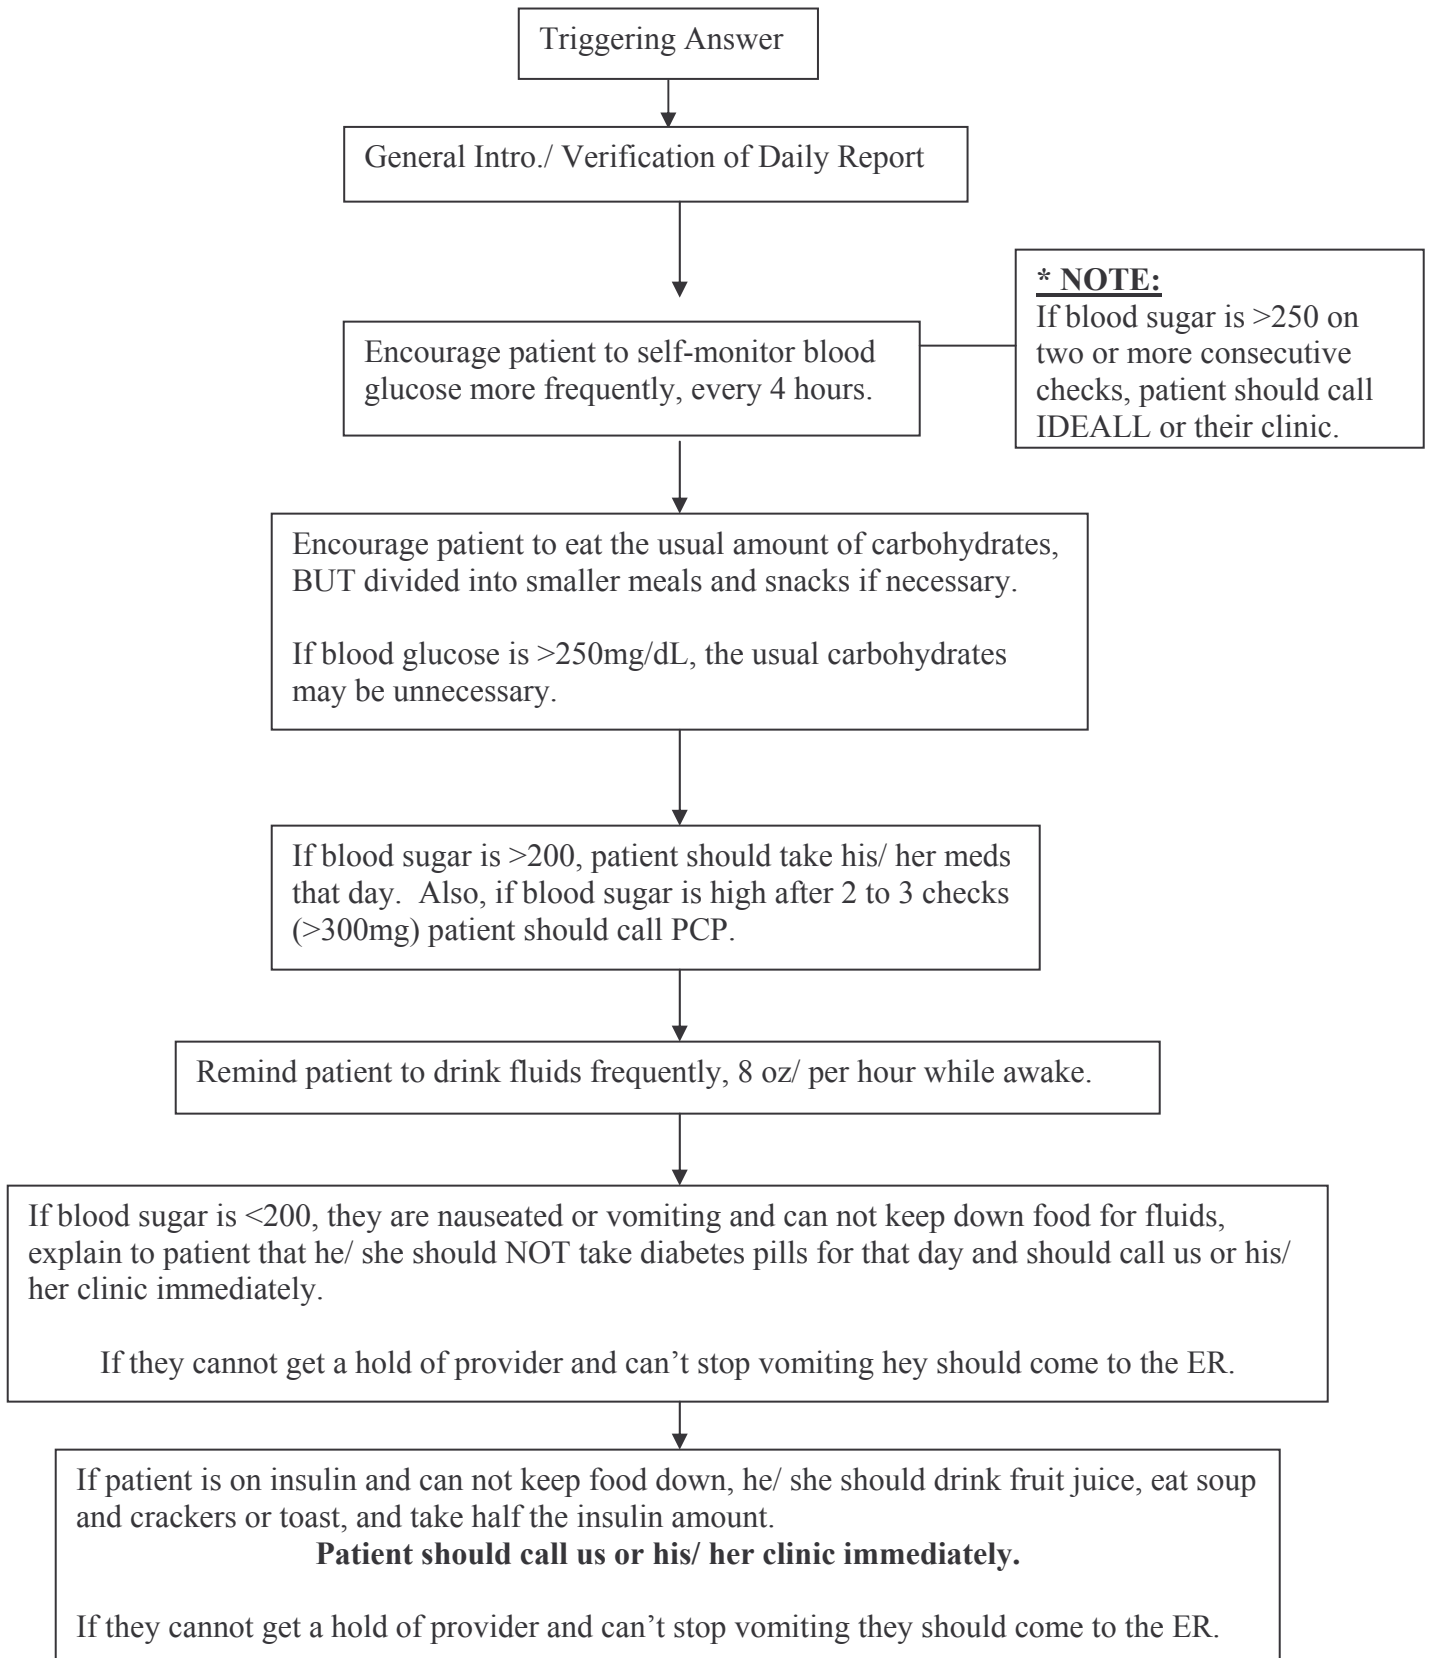 Triggering Answer
General Intro./ Verification of Daily Report
* NOTE:
If blood sugar is >250 on
two or more consecutive
checks, patient should call
IDEALL or their clinic.
Encourage patient to self-monitor blood
glucose more frequently, every 4 hours.
Encourage patient to eat the usual amount of carbohydrates,
BUT divided into smaller meals and snacks if necessary.
If blood glucose is >250mg/dL, the usual carbohydrates
may be unnecessary.
If blood sugar is >200, patient should take his/ her meds
that day.  Also, if blood sugar is high after 2 to 3 checks
(>300mg) patient should call PCP.
Remind patient to drink fluids frequently, 8 oz/ per hour while awake.
If blood sugar is <200, they are nauseated or vomiting and can not keep down food for fluids,
explain to patient that he/ she should NOT take diabetes pills for that day and should call us or his/
her clinic immediately.
If they cannot get a hold of provider and can't stop vomiting hey should come to the ER.
If patient is on insulin and can not keep food down, he/ she should drink fruit juice, eat soup
and crackers or toast, and take half the insulin amount.
Patient should call us or his/ her clinic immediately.
If they cannot get a hold of provider and can't stop vomiting they should come to the ER.